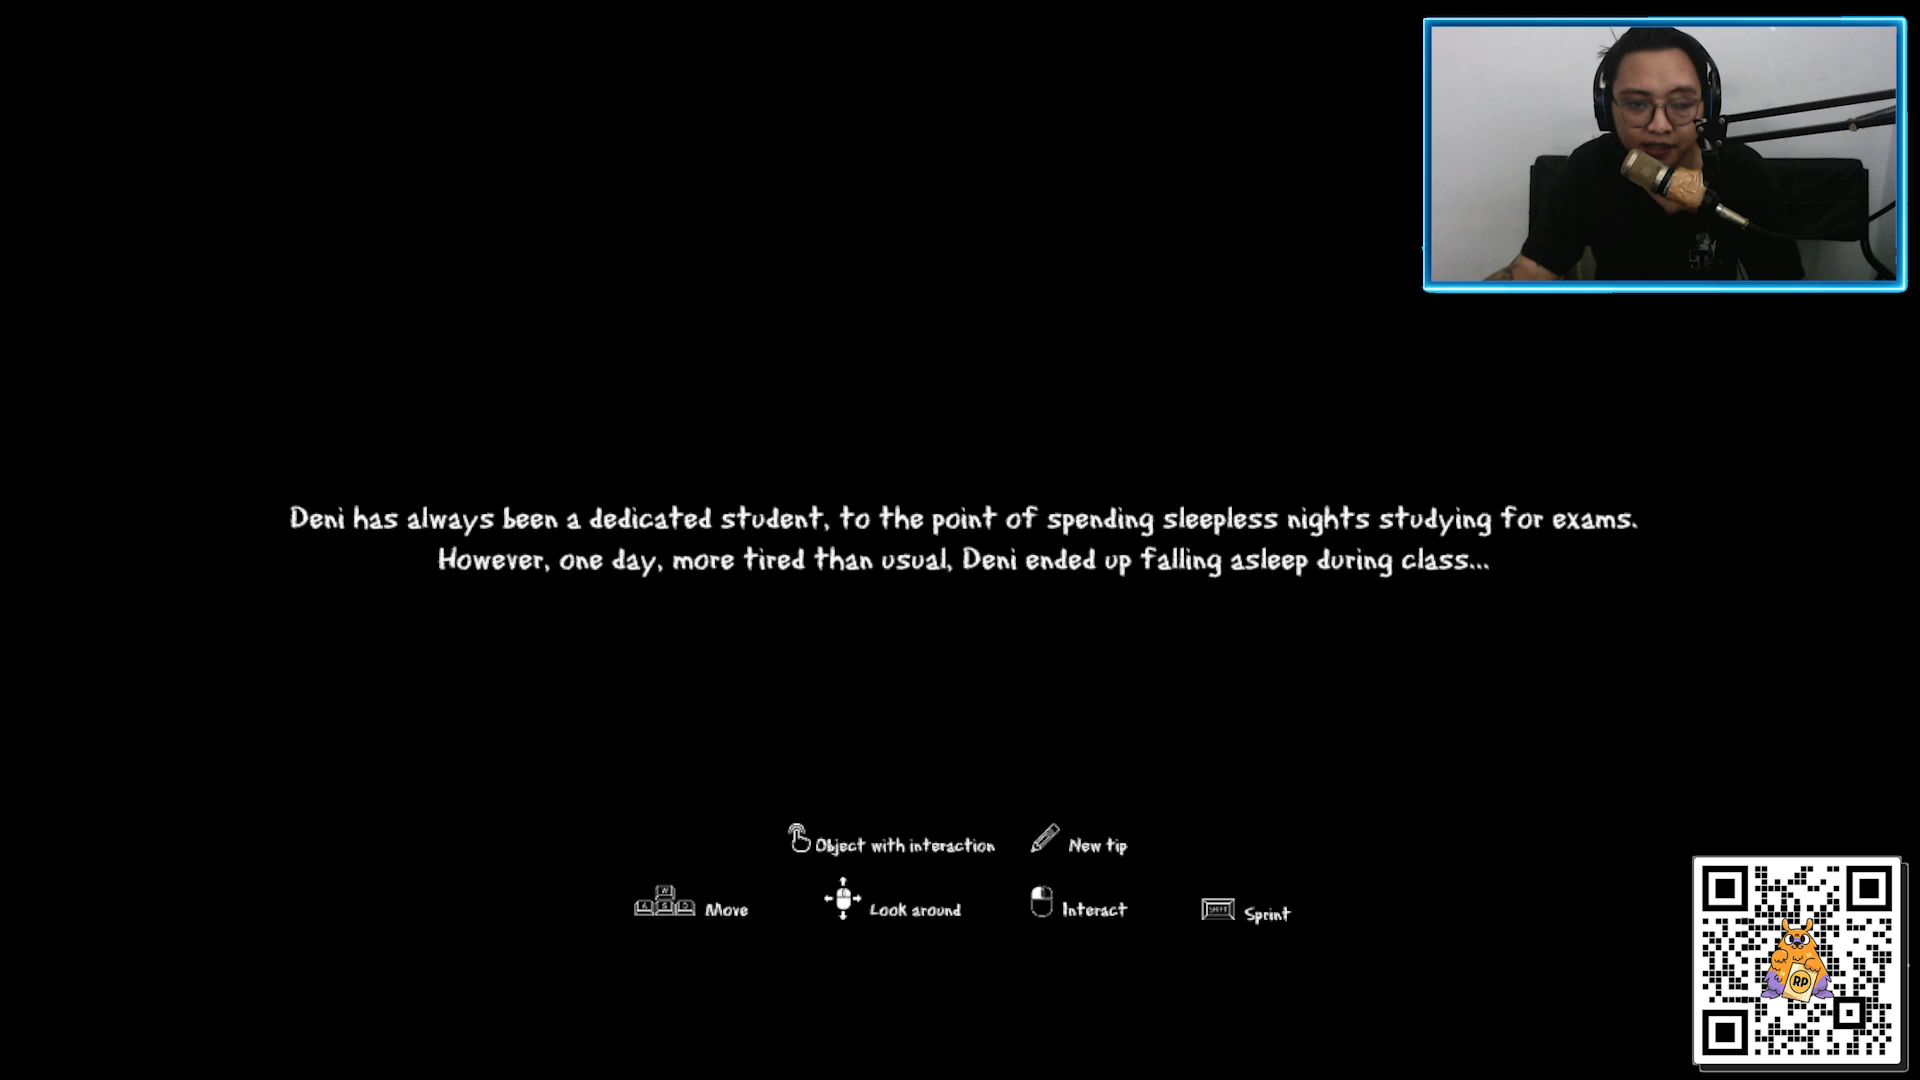 Deni has always been a dedicated student, to the point of spending sleepless nights studying for exams.
However, one day, more tired than usual, Deni ended up falling asleep during class...
Object with interaction
New tip
W
A S D
Move
Look around
Interact
SHIFT
Sprint
RP